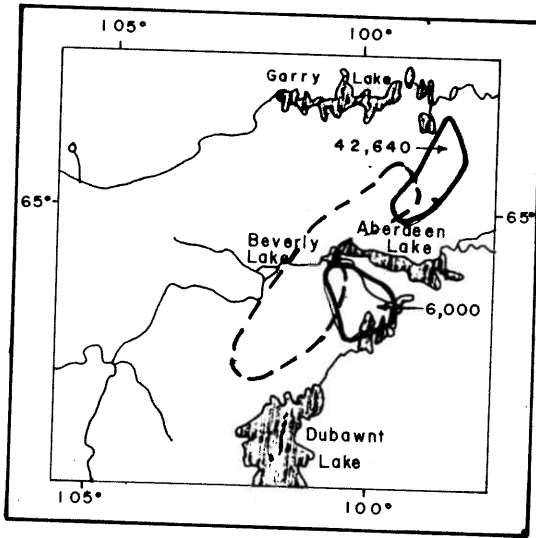 105° 100°
Garry Lake
42,640
65° 65°
Beverly Aberdeen
Lake Lake
6,000
Dubawnt
Lake
105° 100°